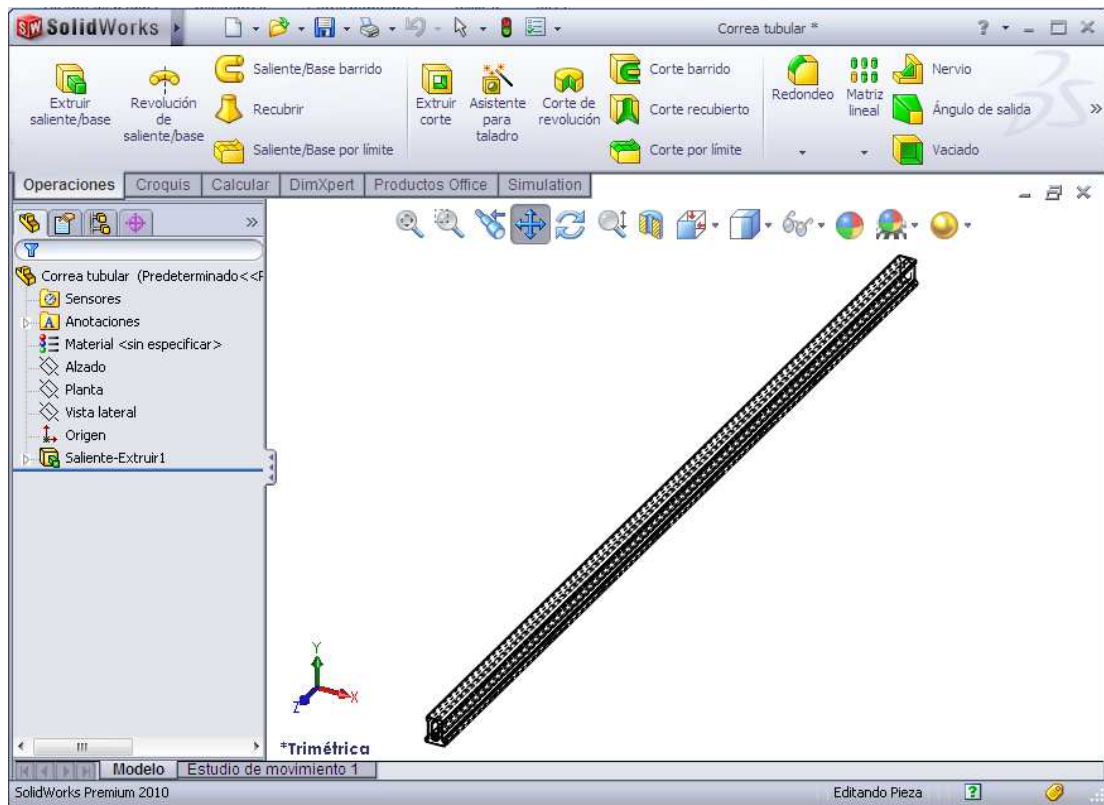 SolidWorks
Correa tubular *
?
Extruir saliente/base
Revolución de saliente/base
Saliente/Base barrido
Recubrir
Saliente/Base por límite
Extruir corte
Asistente para taladro
Corte de revolución
Corte barrido
Corte recubierto
Corte por límite
Redondeo
Matriz lineal
Nervio
Ángulo de salida
Vaciado
»
Operaciones Croquis Calcular DimXpert Productos Office Simulation
»
Correa tubular (Predeterminado<<P
Sensores
A Anotaciones
Material <sin especificar>
Alzado
Planta
Vista lateral
Origen
Saliente-Extruir1
Y
X
Z
*Trimétrica
Modelo Estudio de movimiento 1
SolidWorks Premium 2010 Editando Pieza ?